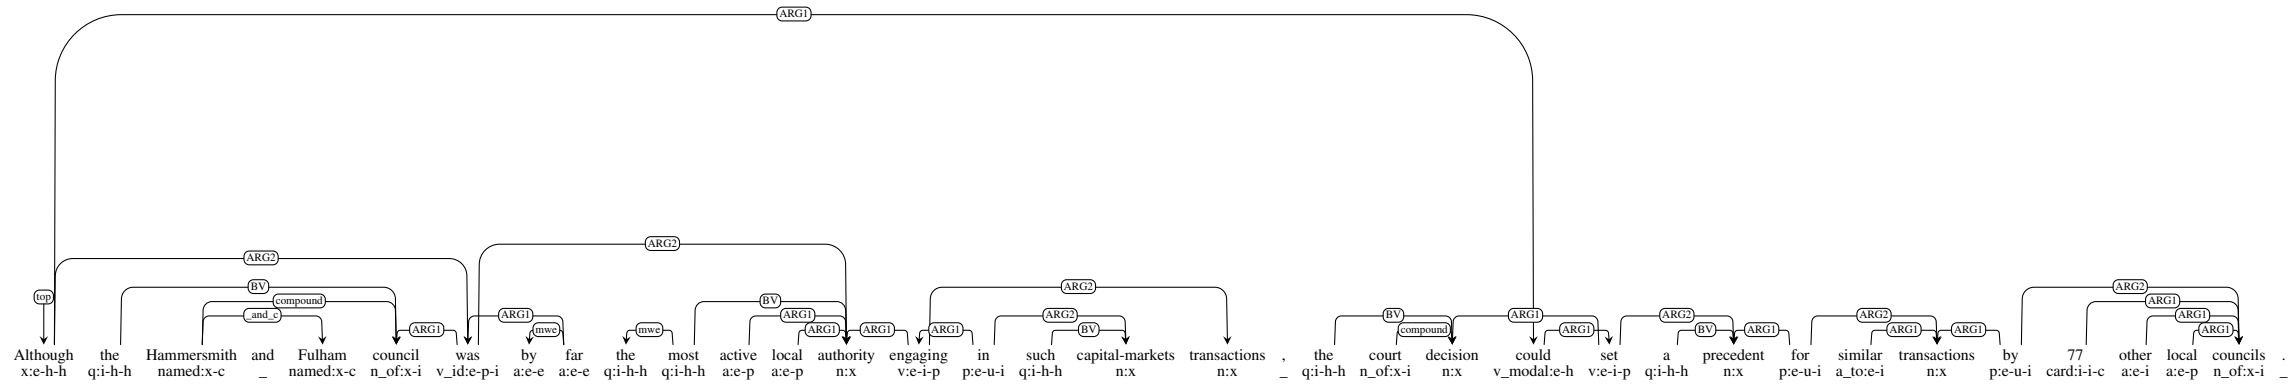 ARG1
ARG2
ARG2
top BV compound _and_c ARG1 ARG1 mwe mwe BV ARG1 ARG1 ARG1 ARG1 ARG2 ARG2 BV BV compound ARG1 ARG1 ARG2 BV ARG1 ARG2 ARG1 ARG1 ARG2 ARG1 ARG1 ARG1
Although the Hammersmith and Fulham council was by far the most active local authority engaging in such capital-markets transactions , the court decision could set a precedent for similar transactions by 77 other local councils .
x:e-h-h q:i-h-h named:x-c _ named:x-c n_of:x-i v_id:e-p-i a:e-e a:e-e q:i-h-h q:i-h-h a:e-p a:e-p n:x v:e-i-p p:e-u-i q:i-h-h n:x n:x _ q:i-h-h n_of:x-i n:x v_modal:e-h v:e-i-p q:i-h-h n:x p:e-u-i a_to:e-i n:x p:e-u-i card:i-i-c a:e-i a:e-p n_of:x-i _